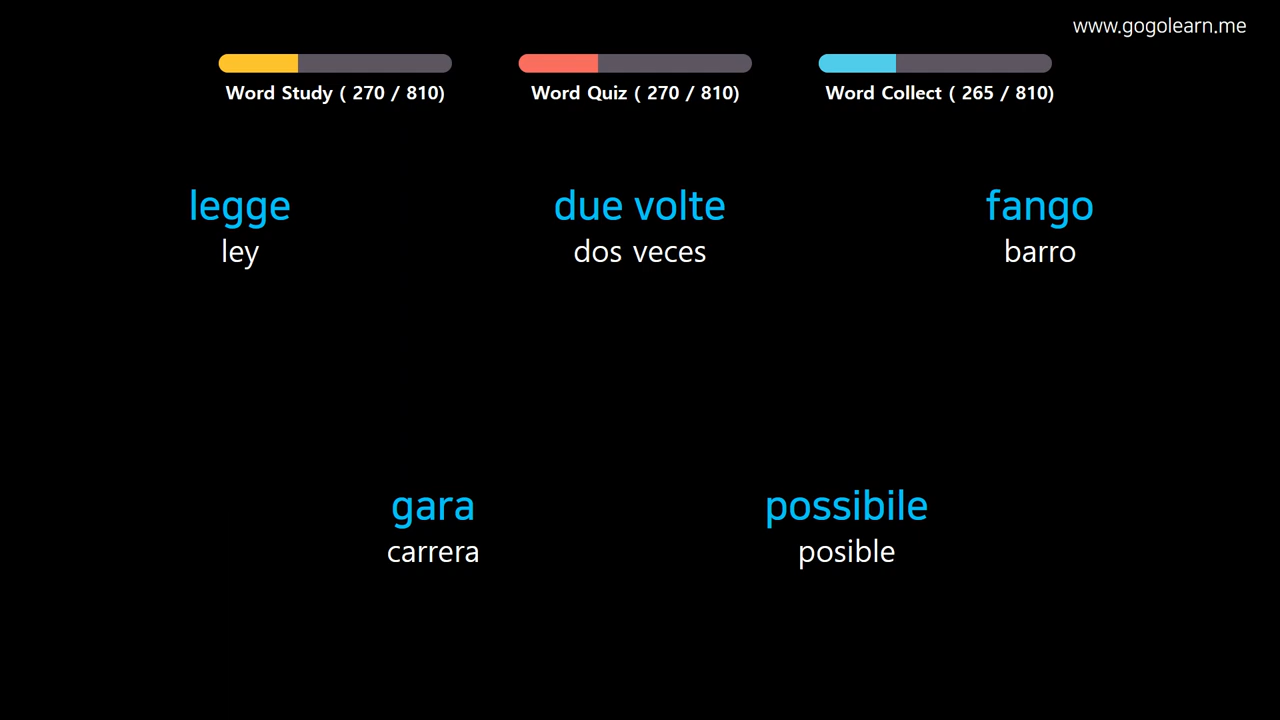 www.gogolearn.me
Word Study ( 270 / 810)
Word Quiz ( 270 / 810)
Word Collect ( 265 / 810)
legge
ley
due volte
dos veces
fango
barro
gara
carrera
possibile
posible